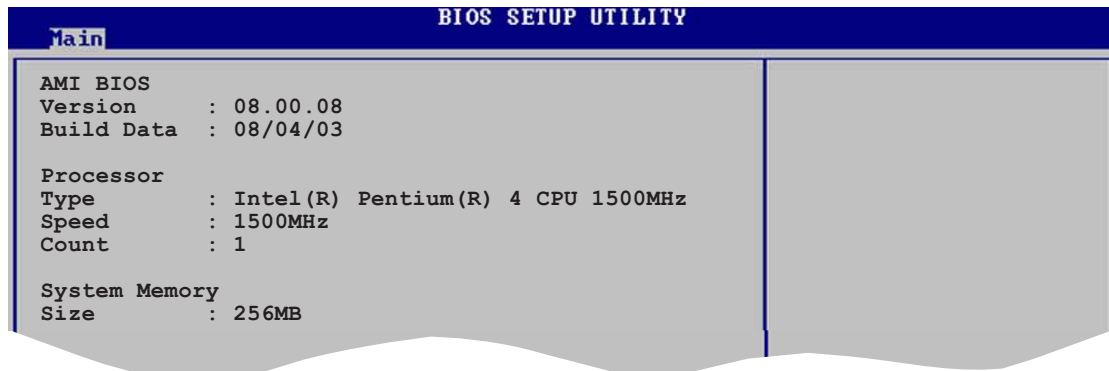 BIOS SETUP UTILITY
Main
AMI BIOS
Version : 08.00.08
Build Data : 08/04/03
Processor
Type : Intel(R) Pentium(R) 4 CPU 1500MHz
Speed : 1500MHz
Count : 1
System Memory
Size : 256MB